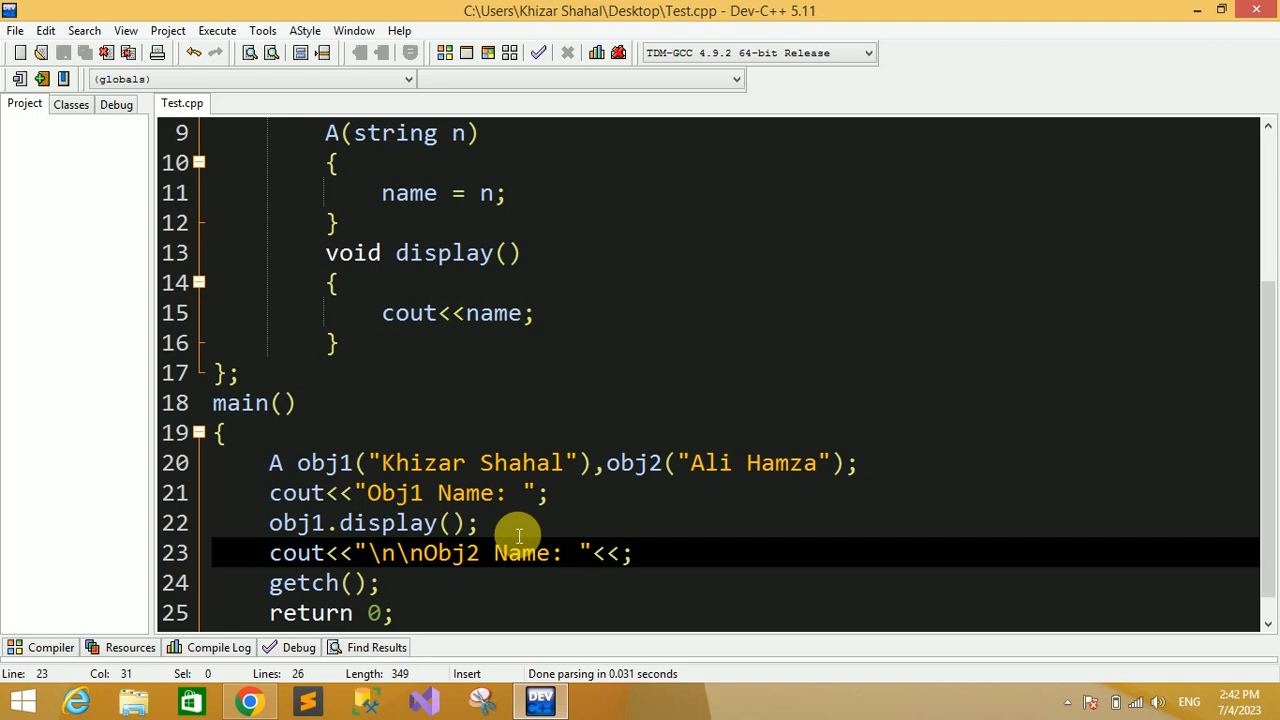 C:\Users\Khizar Shahal\Desktop\Test.cpp - Dev-C++ 5.11
File Edit Search View Project Execute Tools AStyle Window Help
TDM-GCC 4.9.2 64-bit Release
(globals)
Project Classes Debug Test.cpp
9 A(string n)
10 {
11 name = n;
12 }
13 void display()
14 {
15 cout<<name;
16 }
17 };
18 main()
19 {
20 A obj1("Khizar Shahal"),obj2("Ali Hamza");
21 cout<<"Obj1 Name: ";
22 obj1.display();
23 cout<<"\n\nObj2 Name: "<<;
24 getch();
25 return 0;
Compiler Resources Compile Log Debug Find Results
Line: 23 Col: 31 Sel: 0 Lines: 26 Length: 349 Insert Done parsing in 0.031 seconds
DEV C++ ENG 2:42 PM
7/4/2023